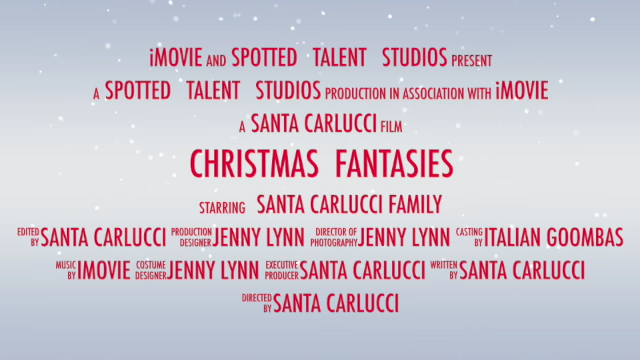 iMOVIE AND SPOTTED TALENT STUDIOS PRESENT
A SPOTTED TALENT STUDIOS PRODUCTION IN ASSOCIATION WITH iMOVIE
A SANTA CARLUCCI FILM
CHRISTMAS FANTASIES
STARRING SANTA CARLUCCI FAMILY
EDITED BY SANTA CARLUCCI PRODUCTION DESIGNER JENNY LYNN DIRECTOR OF PHOTOGRAPHY JENNY LYNN CASTING BY ITALIAN GOOMBAS
MUSIC BY IMOVIE COSTUME DESIGNER JENNY LYNN EXECUTIVE PRODUCER SANTA CARLUCCI WRITTEN BY SANTA CARLUCCI
DIRECTED BY SANTA CARLUCCI